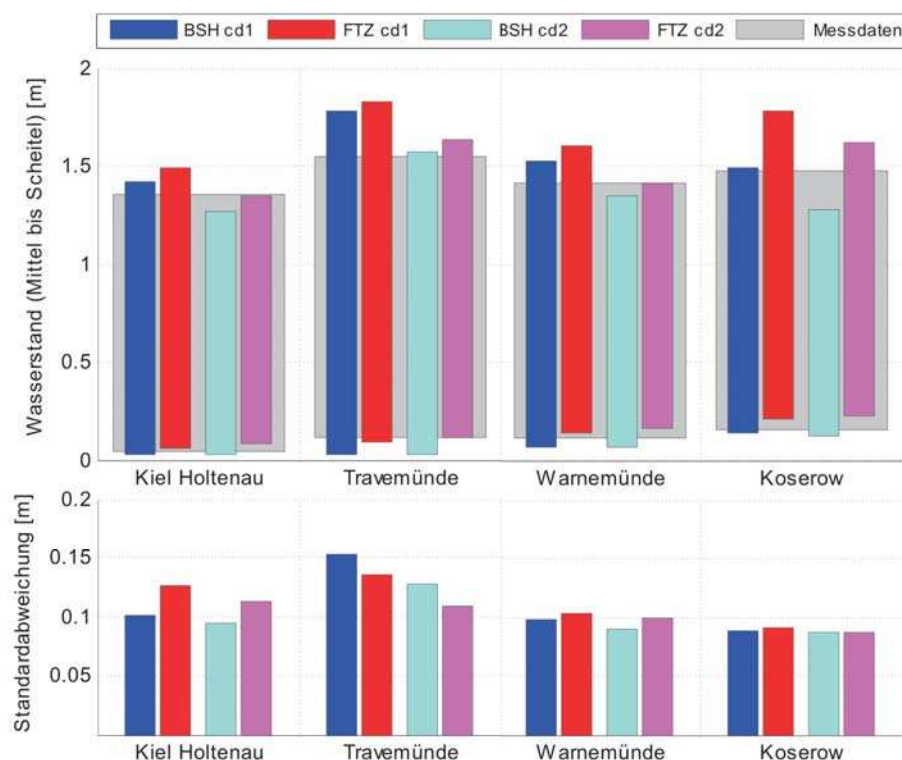 BSH cd1 FTZ cd1 BSH cd2 FTZ cd2 Messdaten
Wasserstand (Mittel bis Scheitel) [m]
2
1.5
1
0.5
0
Kiel Holtenau Travemünde Warnemünde Koserow
Standardabweichung [m]
0.2
0.15
0.1
0.05
Kiel Holtenau Travemünde Warnemünde Koserow